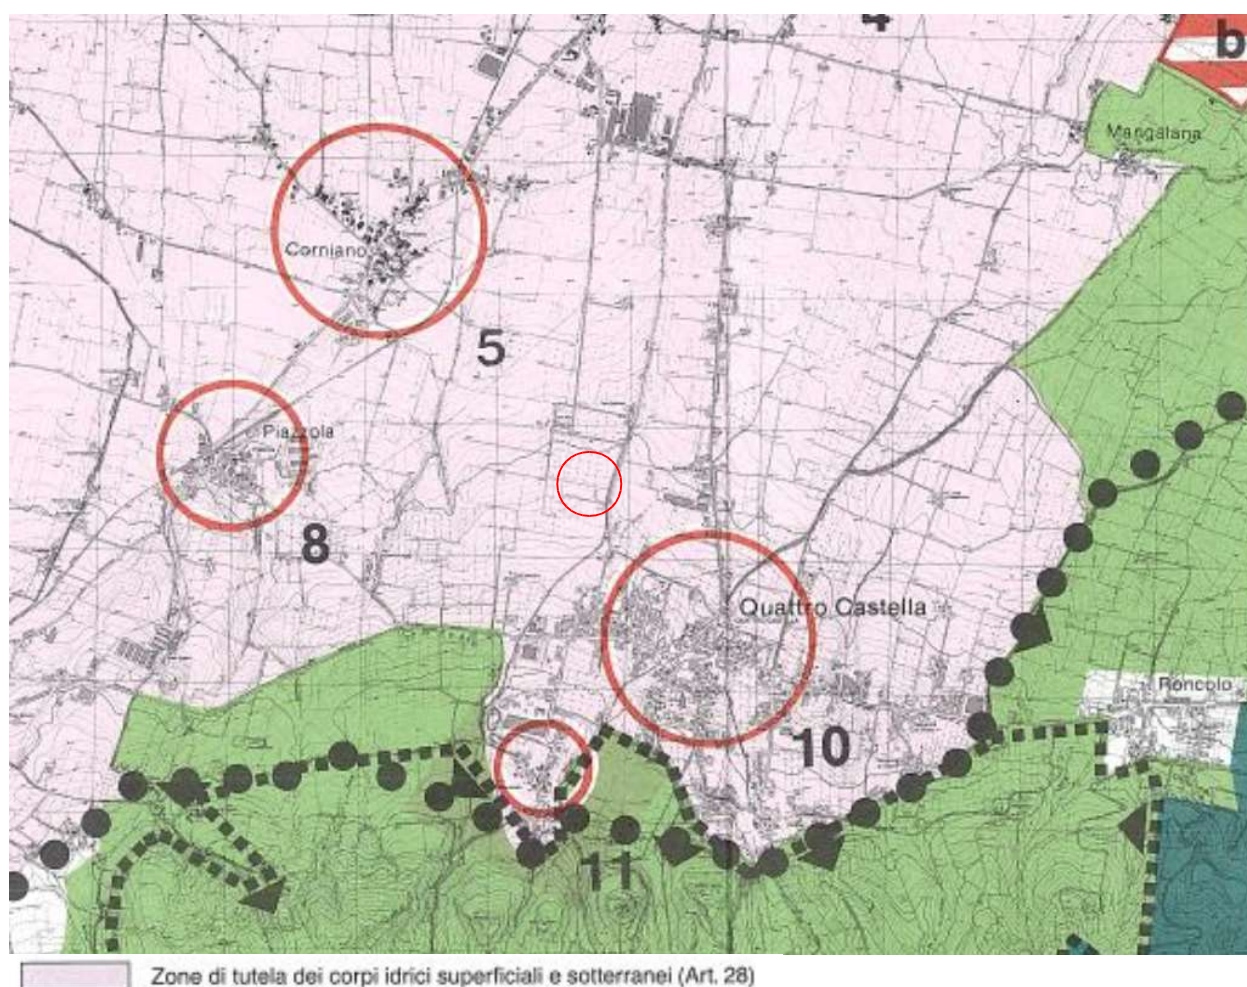 4
b
Mangalana
Corniano
5
Piazzola
8
Quattro Castella
Roncolo
10
11
Zone di tutela dei corpi idrici superficiali e sotterranei (Art. 28)